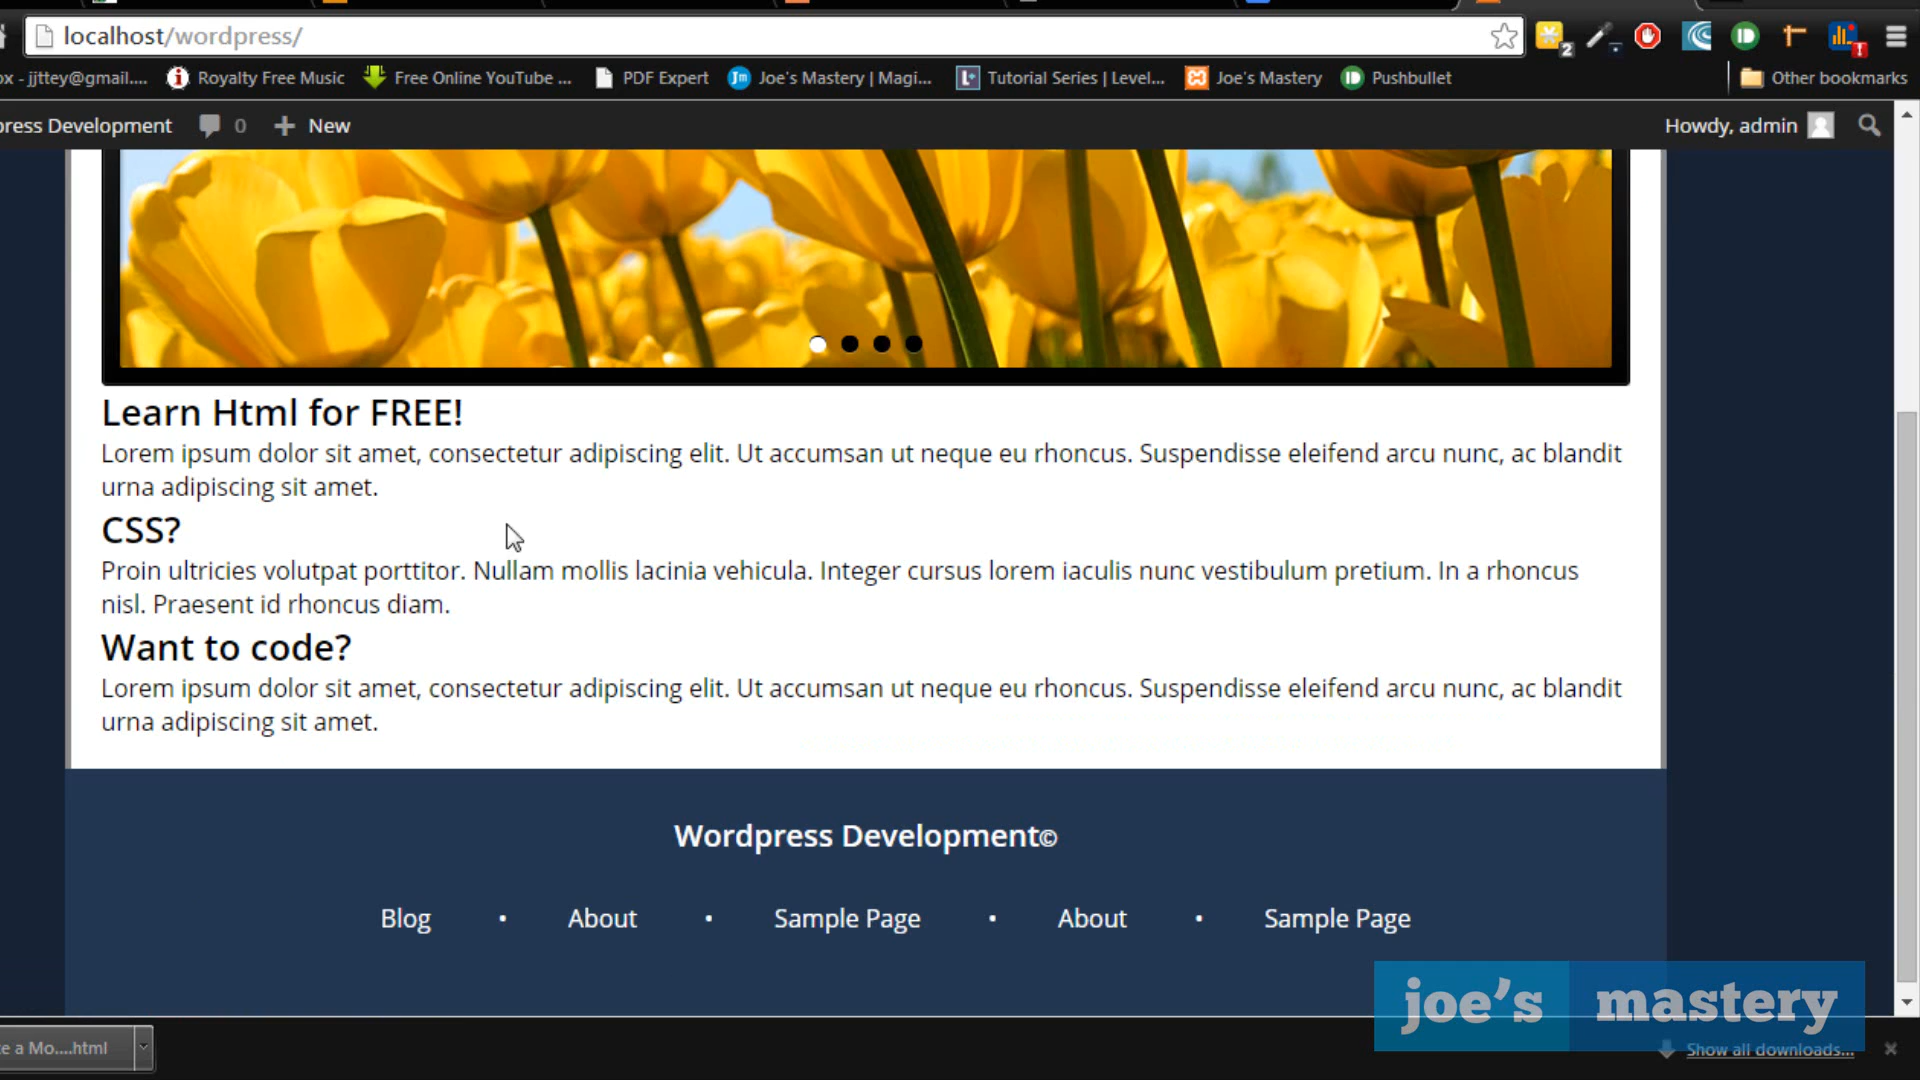 localhost/wordpress/
2
ox - jjttey@gmail....
Royalty Free Music
Free Online YouTube ...
PDF Expert
Jm
Joe's Mastery | Magi...
Tutorial Series | Level...
Joe's Mastery
Pushbullet
Other bookmarks
press Development
0
New
Howdy, admin
Learn Html for FREE!
Lorem ipsum dolor sit amet, consectetur adipiscing elit. Ut accumsan ut neque eu rhoncus. Suspendisse eleifend arcu nunc, ac blandit
urna adipiscing sit amet.
CSS?
Proin ultricies volutpat porttitor. Nullam mollis lacinia vehicula. Integer cursus lorem iaculis nunc vestibulum pretium. In a rhoncus
nisl. Praesent id rhoncus diam.
Want to code?
Lorem ipsum dolor sit amet, consectetur adipiscing elit. Ut accumsan ut neque eu rhoncus. Suspendisse eleifend arcu nunc, ac blandit
urna adipiscing sit amet.
Wordpress Development©
Blog • About • Sample Page • About • Sample Page
joe's mastery
te a Mo....html
Show all downloads...